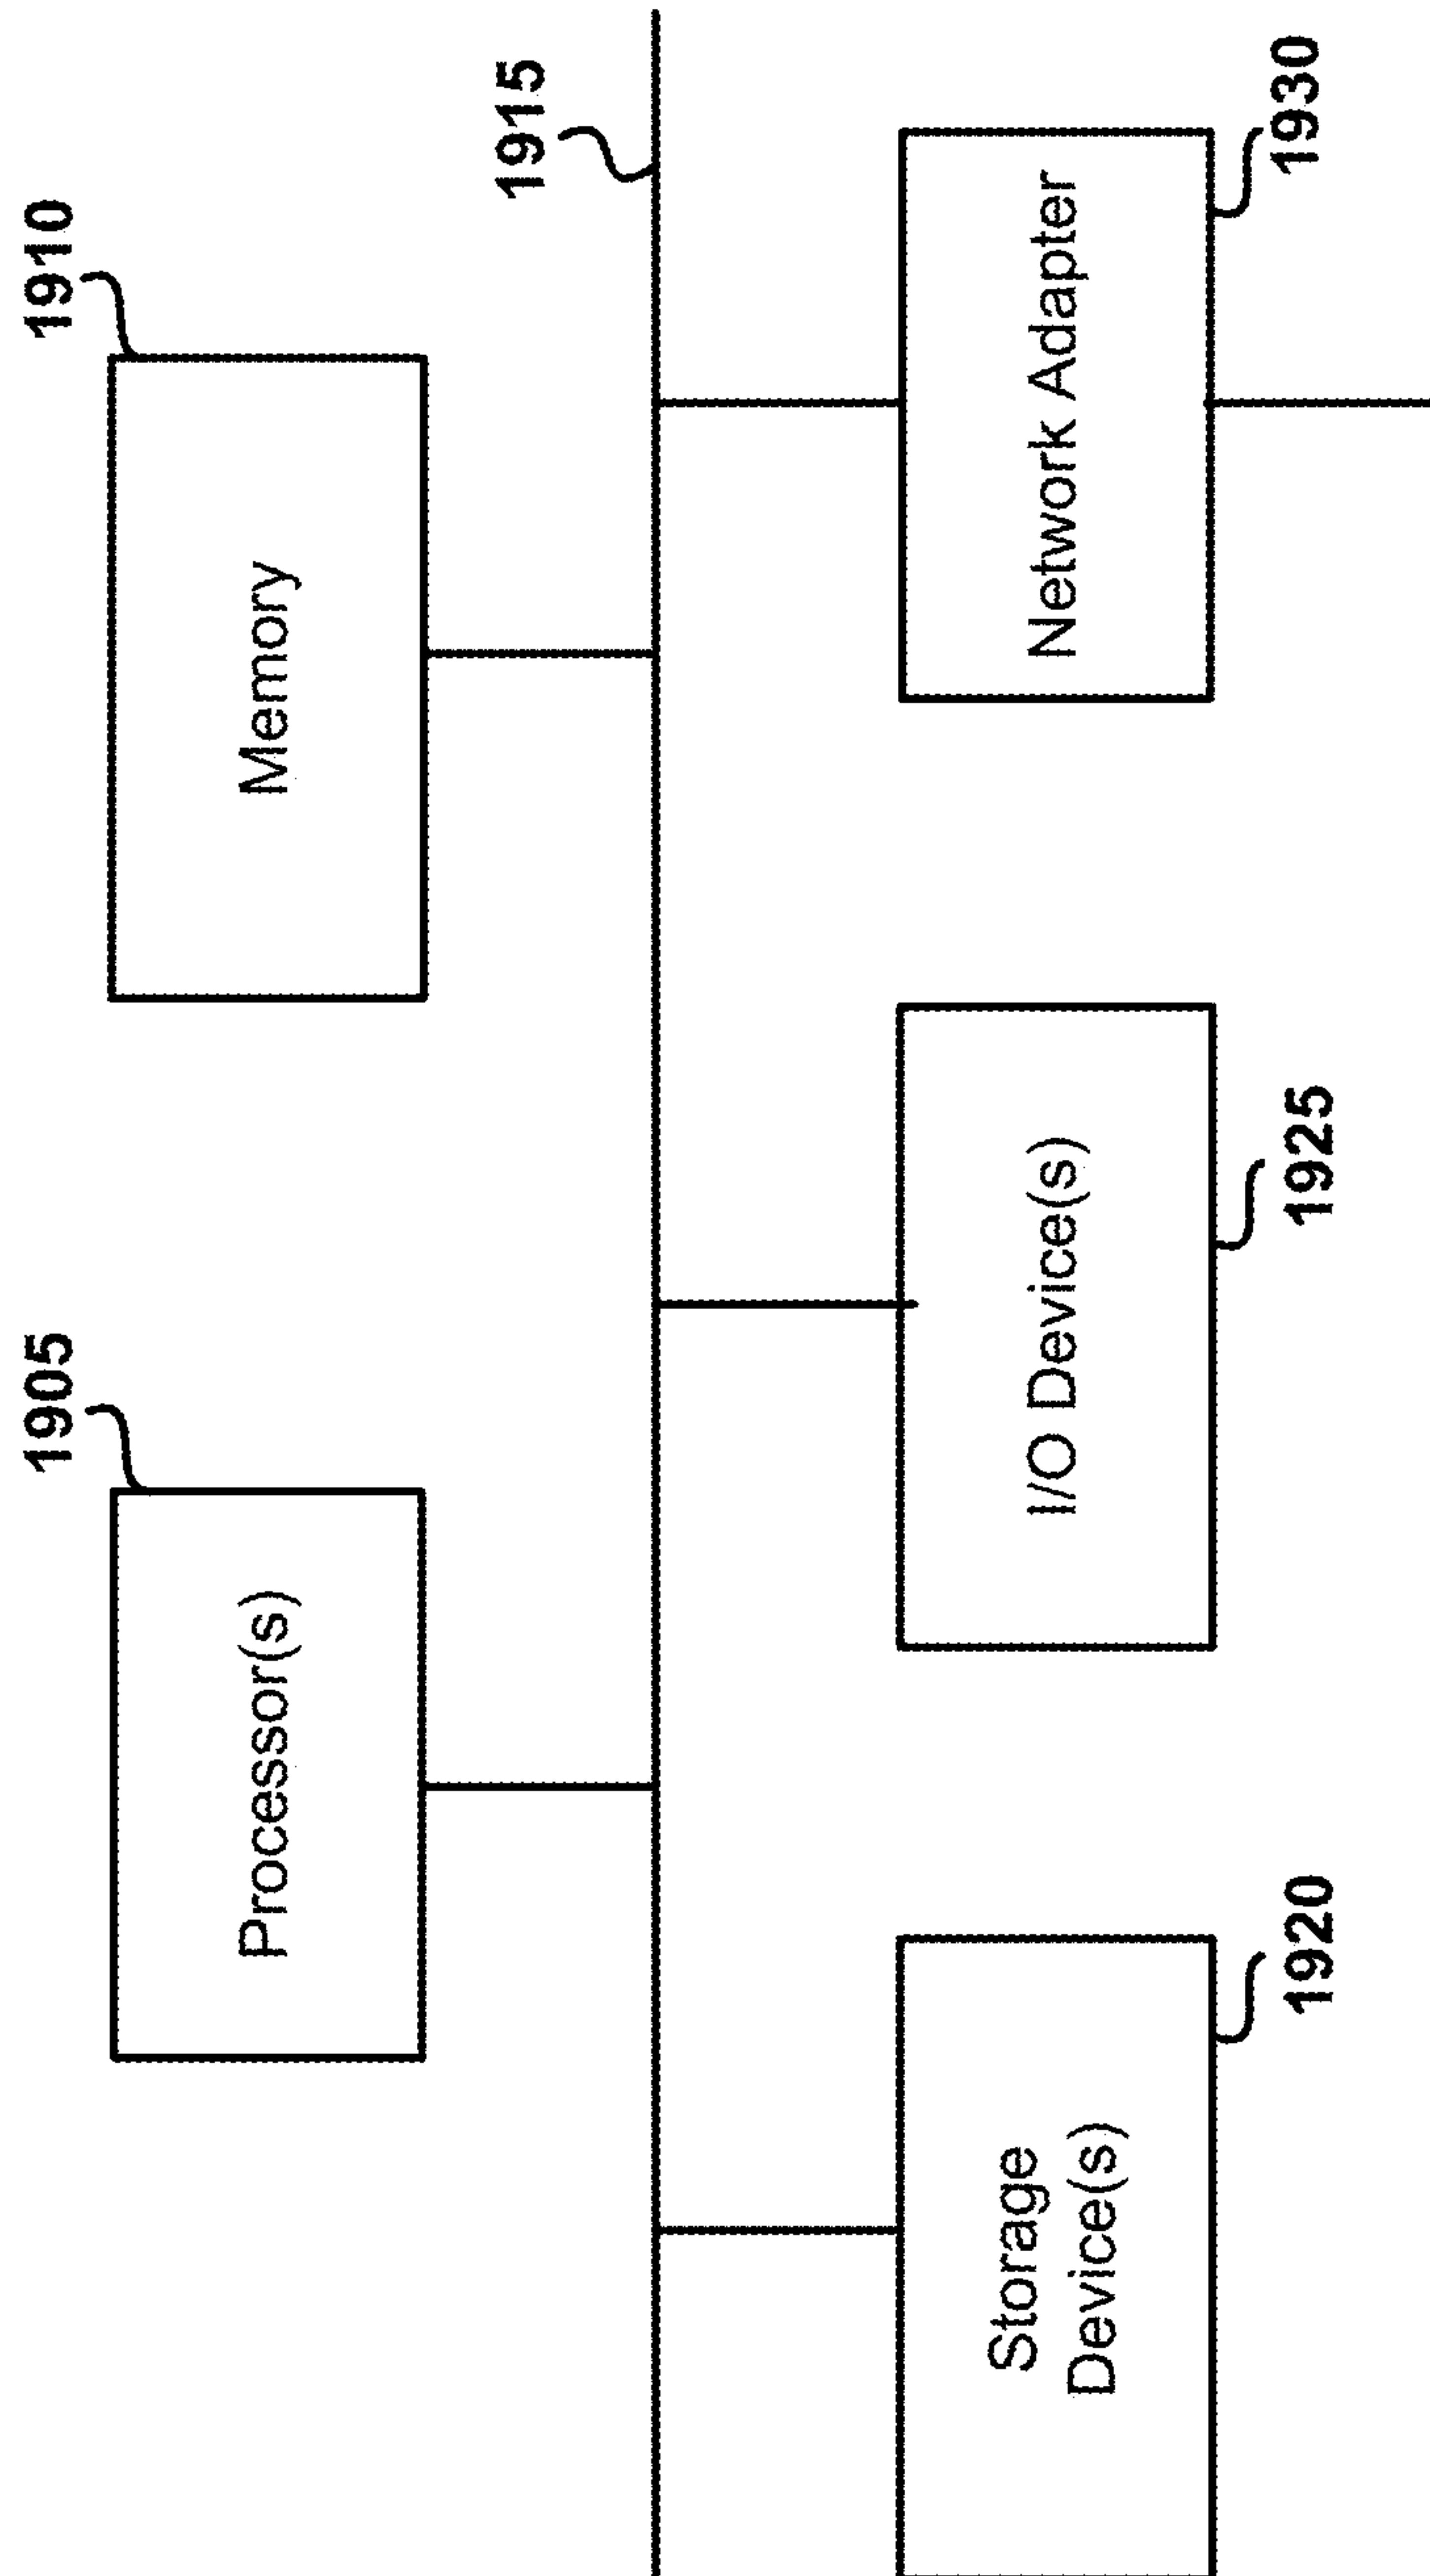 1905
1910
Processor(s)
Memory
1915
Storage
Device(s)
I/O Device(s)
Network Adapter
1920
1925
1930